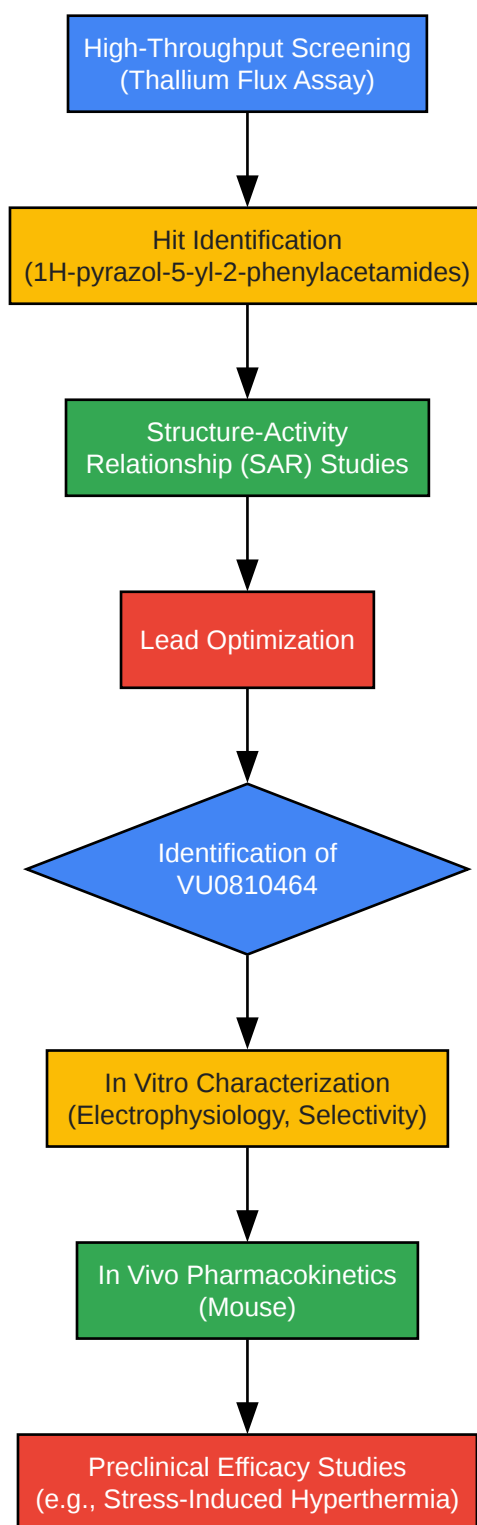 High-Throughput Screening
(Thallium Flux Assay)
Hit Identification
(1H-pyrazol-5-yl-2-phenylacetamides)
Structure-Activity
Relationship (SAR) Studies
Lead Optimization
Identification of
VU0810464
In Vitro Characterization
(Electrophysiology, Selectivity)
In Vivo Pharmacokinetics
(Mouse)
Preclinical Efficacy Studies
(e.g., Stress-Induced Hyperthermia)